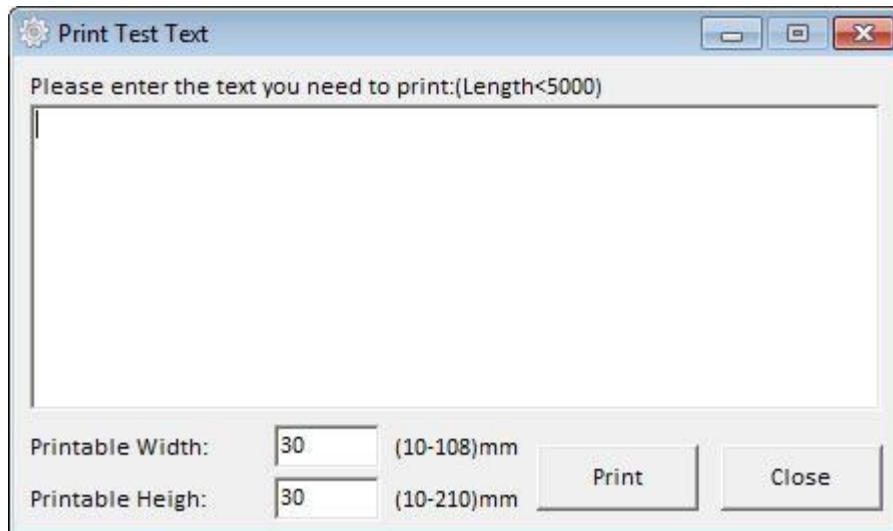 Print Test Text
Please enter the text you need to print:(Length<5000)
Printable Width: 30 (10-108)mm
Printable Heigh: 30 (10-210)mm
Print Close